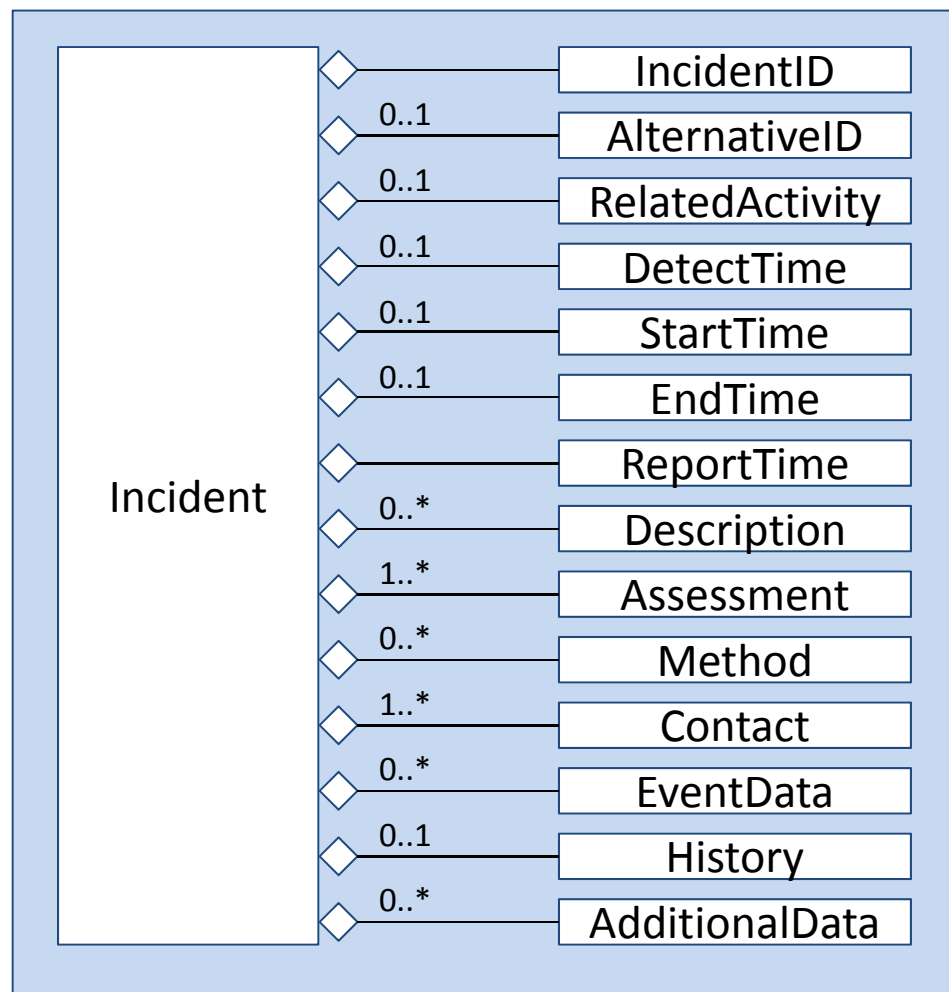 Incident
IncidentID
0..1 AlternativeID
0..1 RelatedActivity
0..1 DetectTime
0..1 StartTime
0..1 EndTime
ReportTime
0..* Description
1..* Assessment
0..* Method
1..* Contact
0..* EventData
0..1 History
0..* AdditionalData